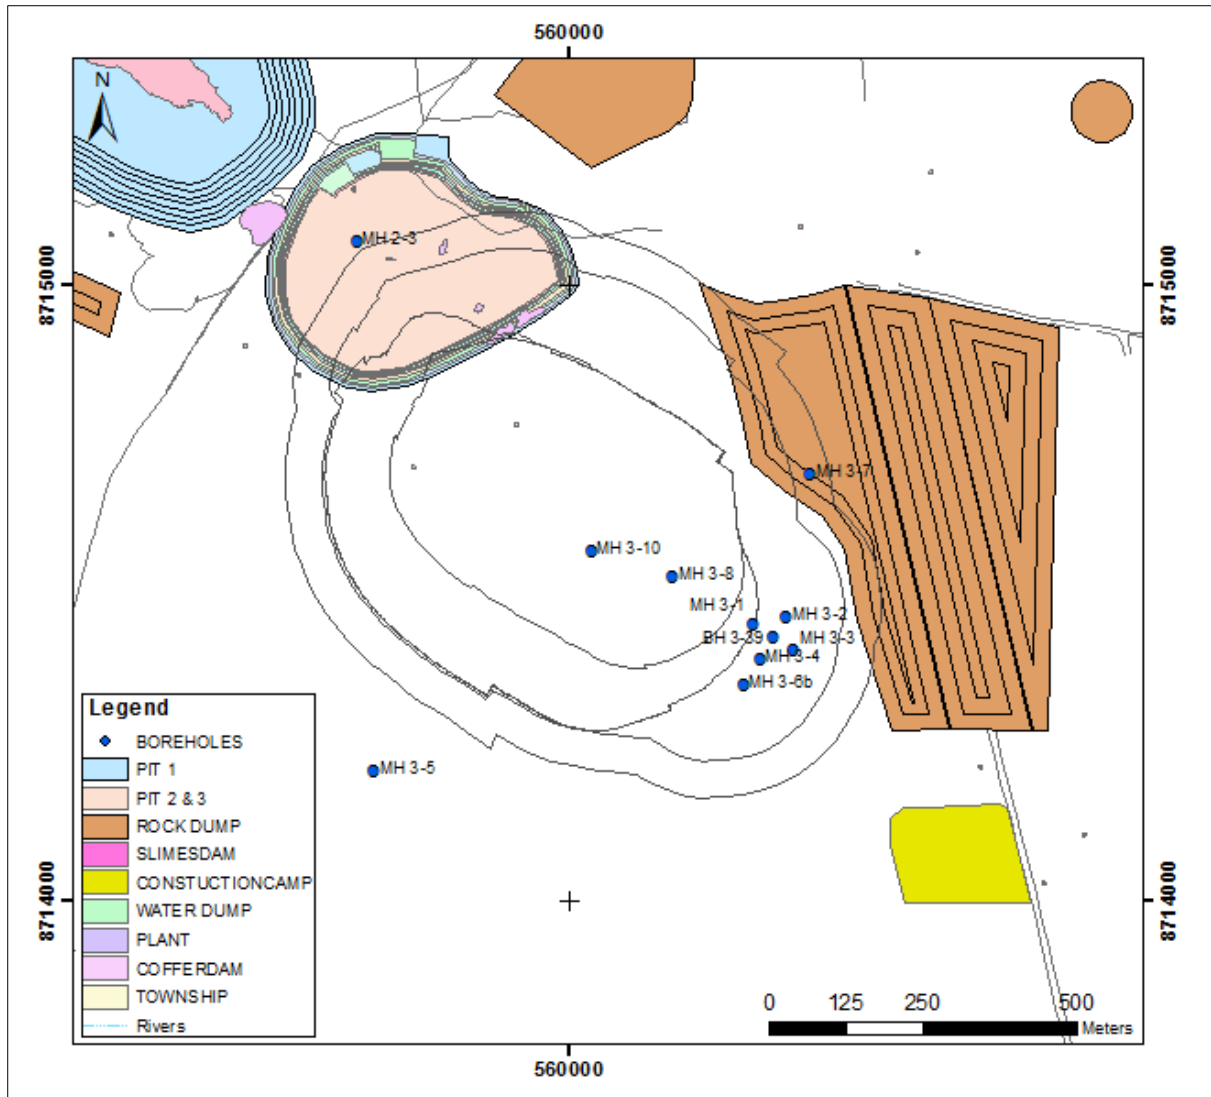 560000
N
MH 2-3
8715000
8715000
MH 3-7
MH 3-10
MH 3-8
MH 3-1
MH 3-2
BH 3-39
MH 3-3
MH 3-4
MH 3-6b
MH 3-5
Legend
BOREHOLES
PIT 1
PIT 2 & 3
ROCK DUMP
SLIMESDAM
CONSTUCTIONCAMP
WATER DUMP
PLANT
COFFERDAM
TOWNSHIP
Rivers
8714000
8714000
0 125 250 500
Meters
560000